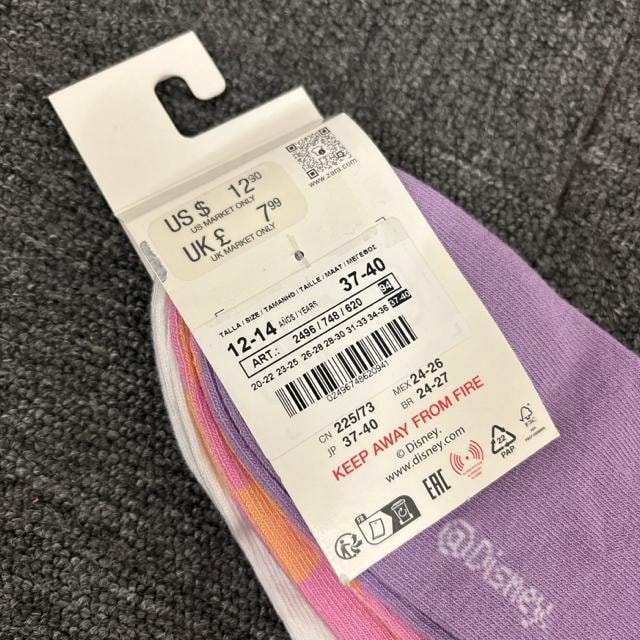 US $ 12.90
US MARKET ONLY
UK £ 7.99
UK MARKET ONLY
www.zara.com
TALLA / SIZE / TAMANHO / TAILLE / MAAT / ΜΕΓΕΘΟΣ
12-14 AÑOS / YEARS 37-40
ART.: 2496 / 748 / 620 94
20-22 23-25 26-28 28-30 31-33 34-36 37-40
02496748620941
CN 225/73 MEX 24-26
JP 37-40 BR 24-27
KEEP AWAY FROM FIRE
© Disney.
www.disney.com
EAC
22
PAP
FSC
FR
@Disney